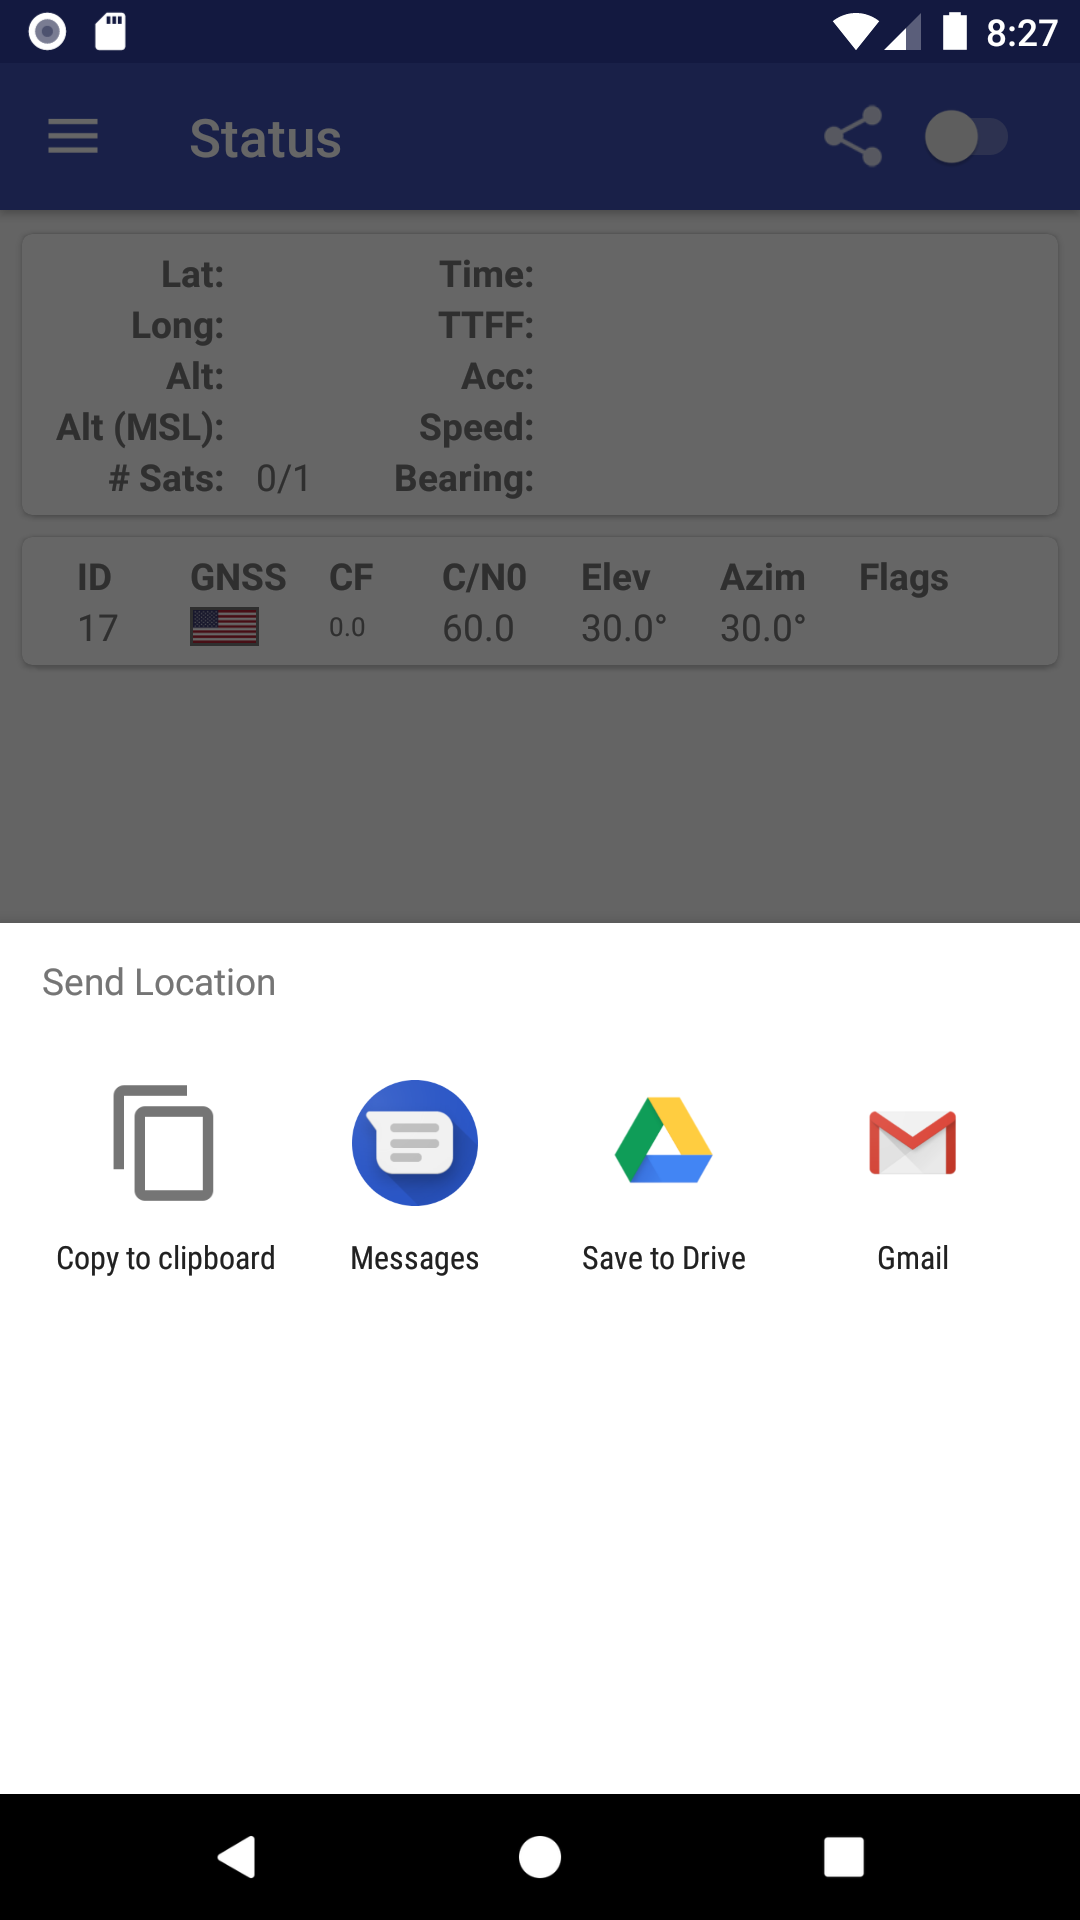 8:27
Status
Lat: Time:
Long: TTFF:
Alt: Acc:
Alt (MSL): Speed:
# Sats: 0/1 Bearing:
ID GNSS CF C/N0 Elev Azim Flags
17 0.0 60.0 30.0° 30.0°
Send Location
Copy to clipboard Messages Save to Drive Gmail